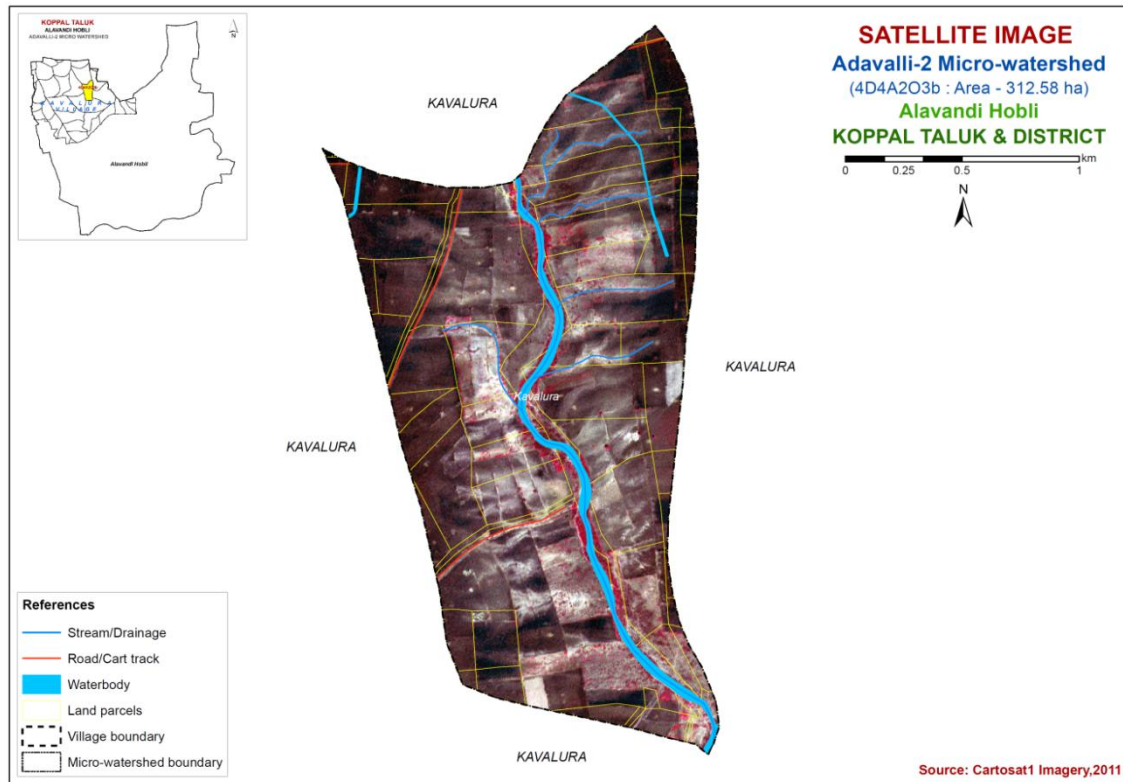 KOPPAL TALUK
ALAVANDI HOBLI
ADAVALLI-2 MICRO WATERSHED
N
KAVALURA
VILLAGE
Alavandi Hobli
SATELLITE IMAGE
Adavalli-2 Micro-watershed
(4D4A2O3b : Area - 312.58 ha)
Alavandi Hobli
KOPPAL TALUK & DISTRICT
km
0 0.25 0.5 1
N
KAVALURA
KAVALURA
Kavalura
KAVALURA
KAVALURA
References
Stream/Drainage
Road/Cart track
Waterbody
Land parcels
Village boundary
Micro-watershed boundary
Source: Cartosat1 Imagery,2011